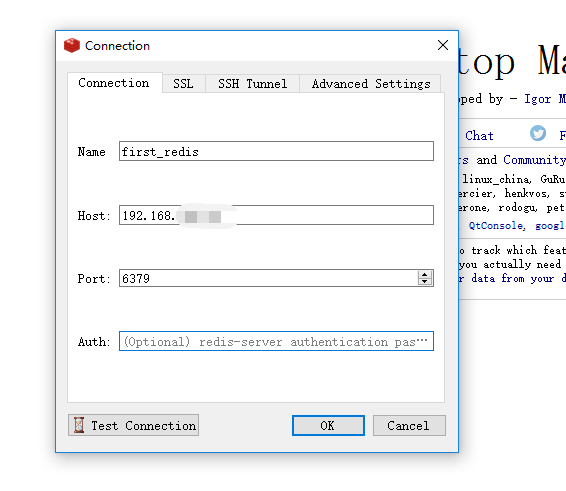 Connection
Connection SSL SSH Tunnel Advanced Settings
Name first_redis
Host: 192.168.
Port: 6379
Auth: (Optional) redis-server authentication pas…
Test Connection OK Cancel
top Ma
oped by – Igor M
Chat F
rs and Community
linux_china, GuRu
ercier, henkvos, s
erone, rodogu, pet
QtConsole, googl
o track which feat
you actually need
r data from your d